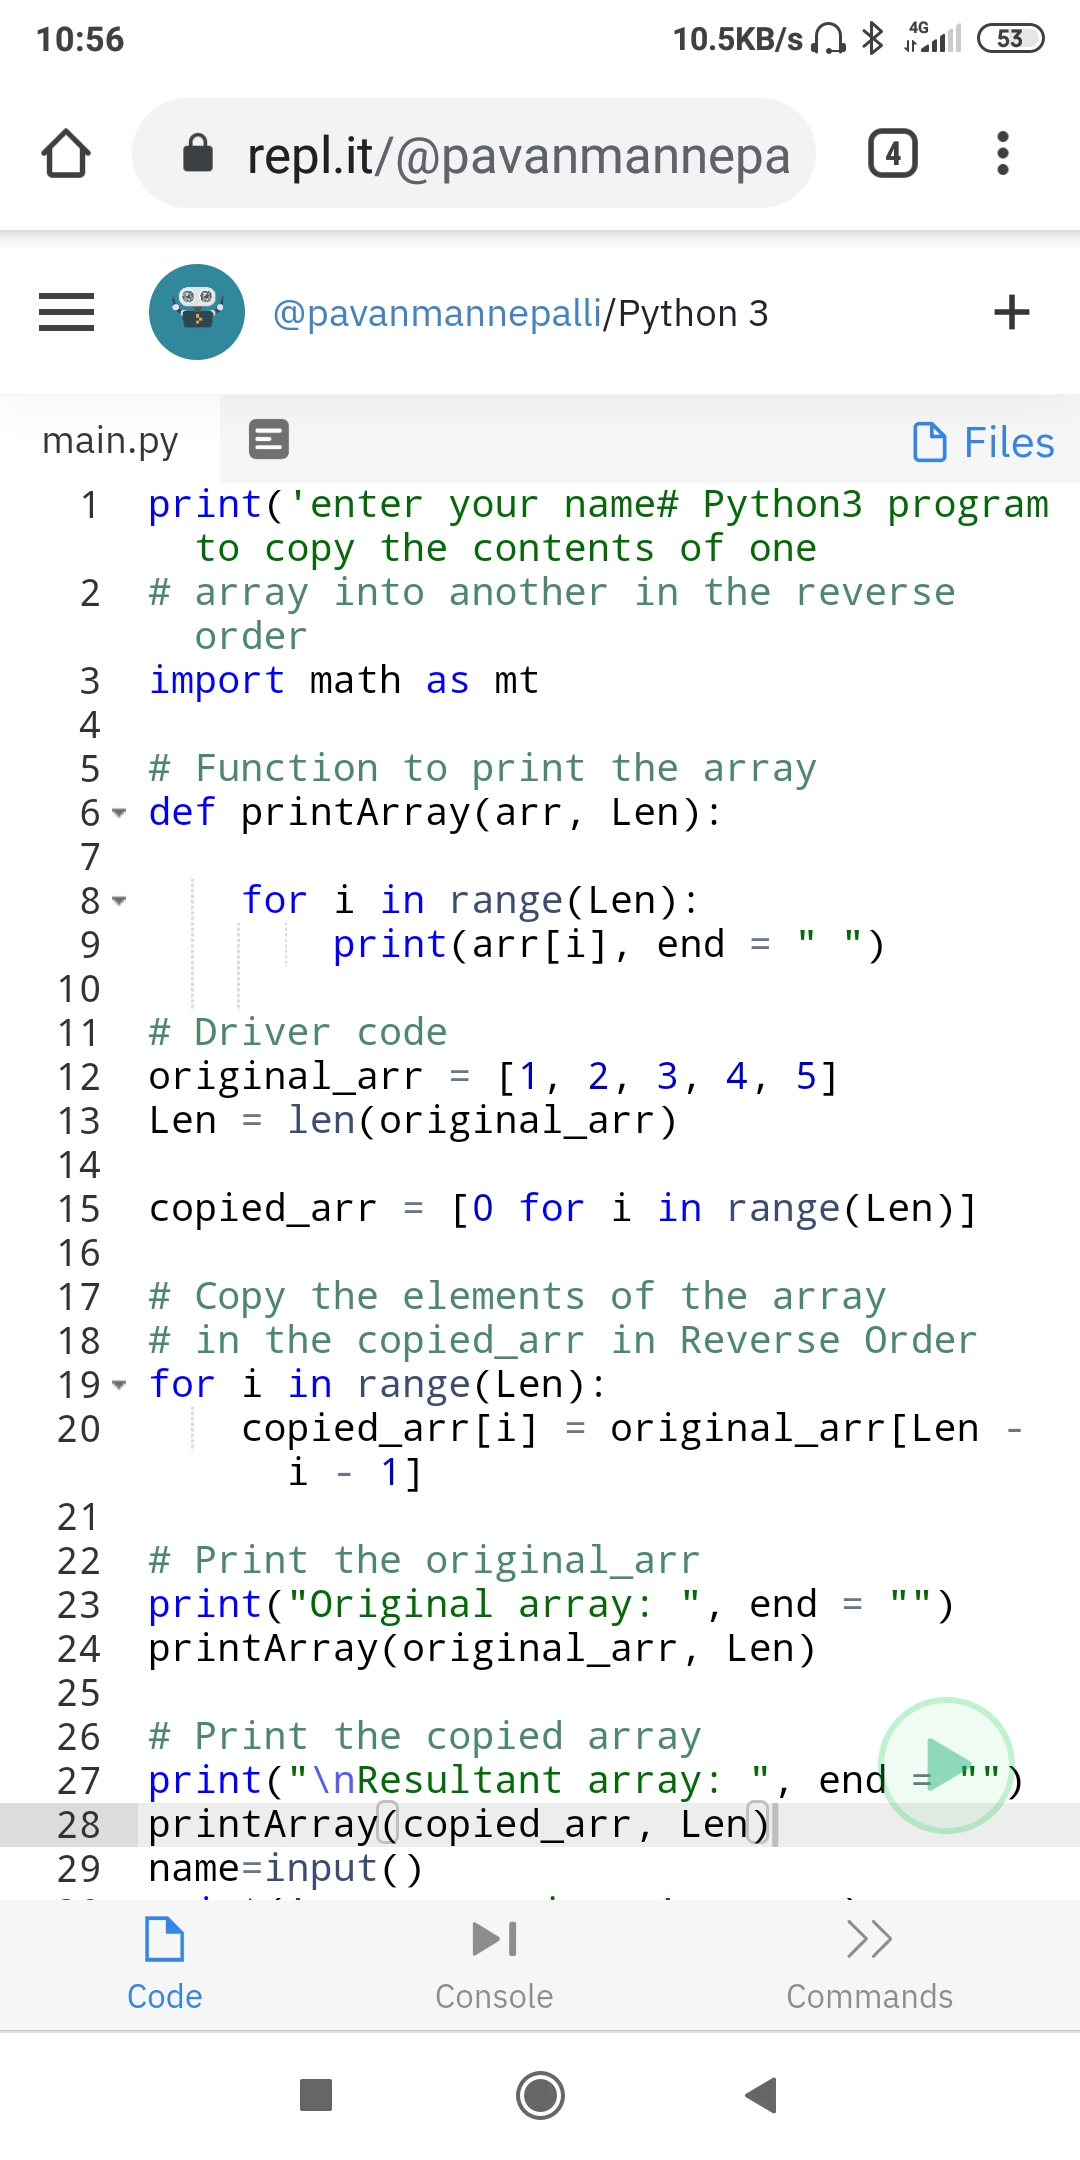 10:56
10.5KB/s 4G 53
repl.it/@pavanmannepa
4
@pavanmannepalli/Python 3
+
main.py
Files
1 print('enter your name# Python3 program
to copy the contents of one
2 # array into another in the reverse
order
3 import math as mt
4
5 # Function to print the array
6 def printArray(arr, Len):
7
8 for i in range(Len):
9 print(arr[i], end = " ")
10
11 # Driver code
12 original_arr = [1, 2, 3, 4, 5]
13 Len = len(original_arr)
14
15 copied_arr = [0 for i in range(Len)]
16
17 # Copy the elements of the array
18 # in the copied_arr in Reverse Order
19 for i in range(Len):
20 copied_arr[i] = original_arr[Len -
i - 1]
21
22 # Print the original_arr
23 print("Original array: ", end = "")
24 printArray(original_arr, Len)
25
26 # Print the copied array
27 print("\nResultant array: ", end = "")
28 printArray(copied_arr, Len)
29 name=input()
Code
Console
Commands